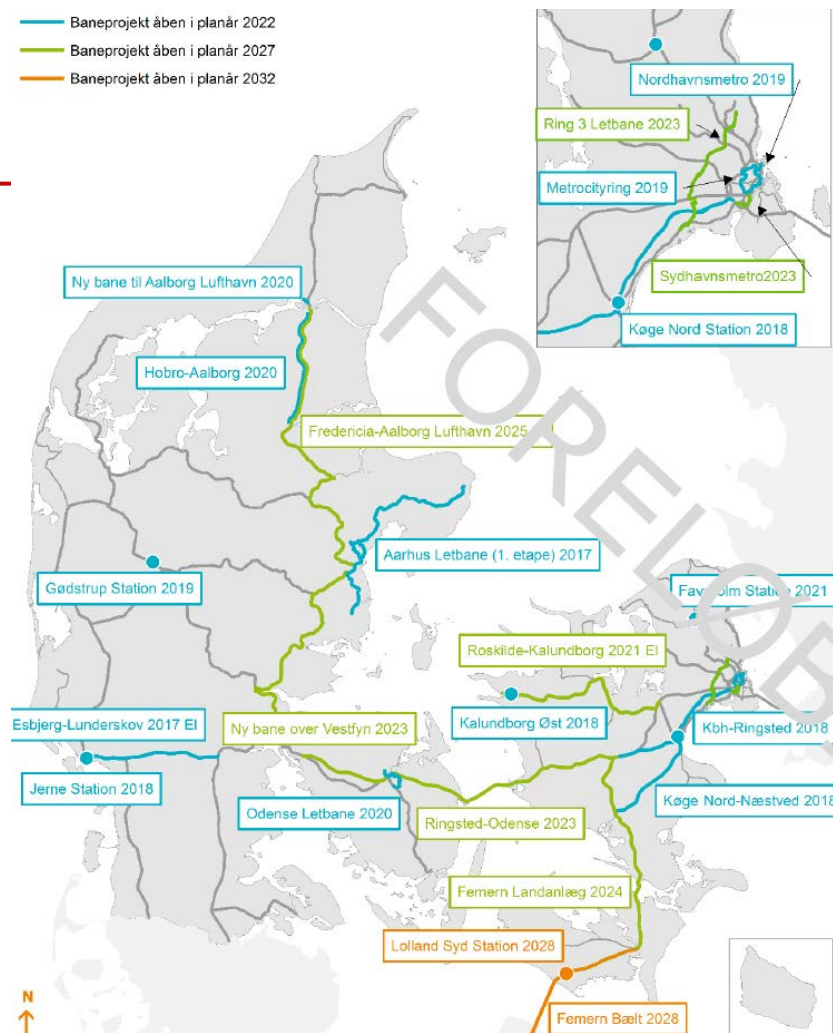 Baneprojekt åben i planår 2022
Baneprojekt åben i planår 2027
Baneprojekt åben i planår 2032
Nordhavnsmetro 2019
Ring 3 Letbane 2023
Metrocityring 2019
Sydhavnsmetro2023
Køge Nord Station 2018
Ny bane til Aalborg Lufthavn 2020
Hobro-Aalborg 2020
Fredericia-Aalborg Lufthavn 2025
Aarhus Letbane (1. etape) 2017
Gødstrup Station 2019
Station 2021
Roskilde-Kalundborg 2021 El
Kalundborg Øst 2018
Kbh-Ringsted 2018
Esbjerg-Lunderskov 2017 El
Ny bane over Vestfyn 2023
Jerne Station 2018
Odense Letbane 2020
Køge Nord-Næstved 2018
Ringsted-Odense 2023
Femern Landanlæg 2024
Lolland Syd Station 2028
Femern Bælt 2028
N
FORELØB